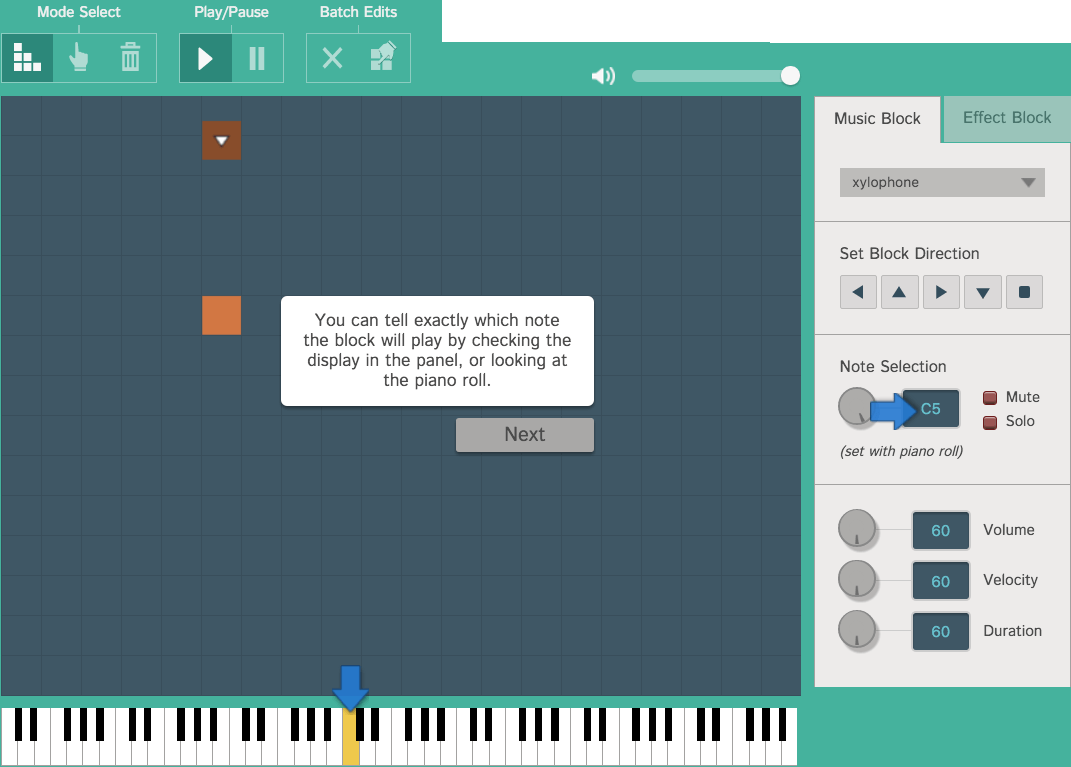 Mode Select
Play/Pause
Batch Edits
Music Block
Effect Block
xylophone
Set Block Direction
You can tell exactly which note
the block will play by checking the
display in the panel, or looking at
the piano roll.
Next
Note Selection
C5
Mute
Solo
(set with piano roll)
60
Volume
60
Velocity
60
Duration